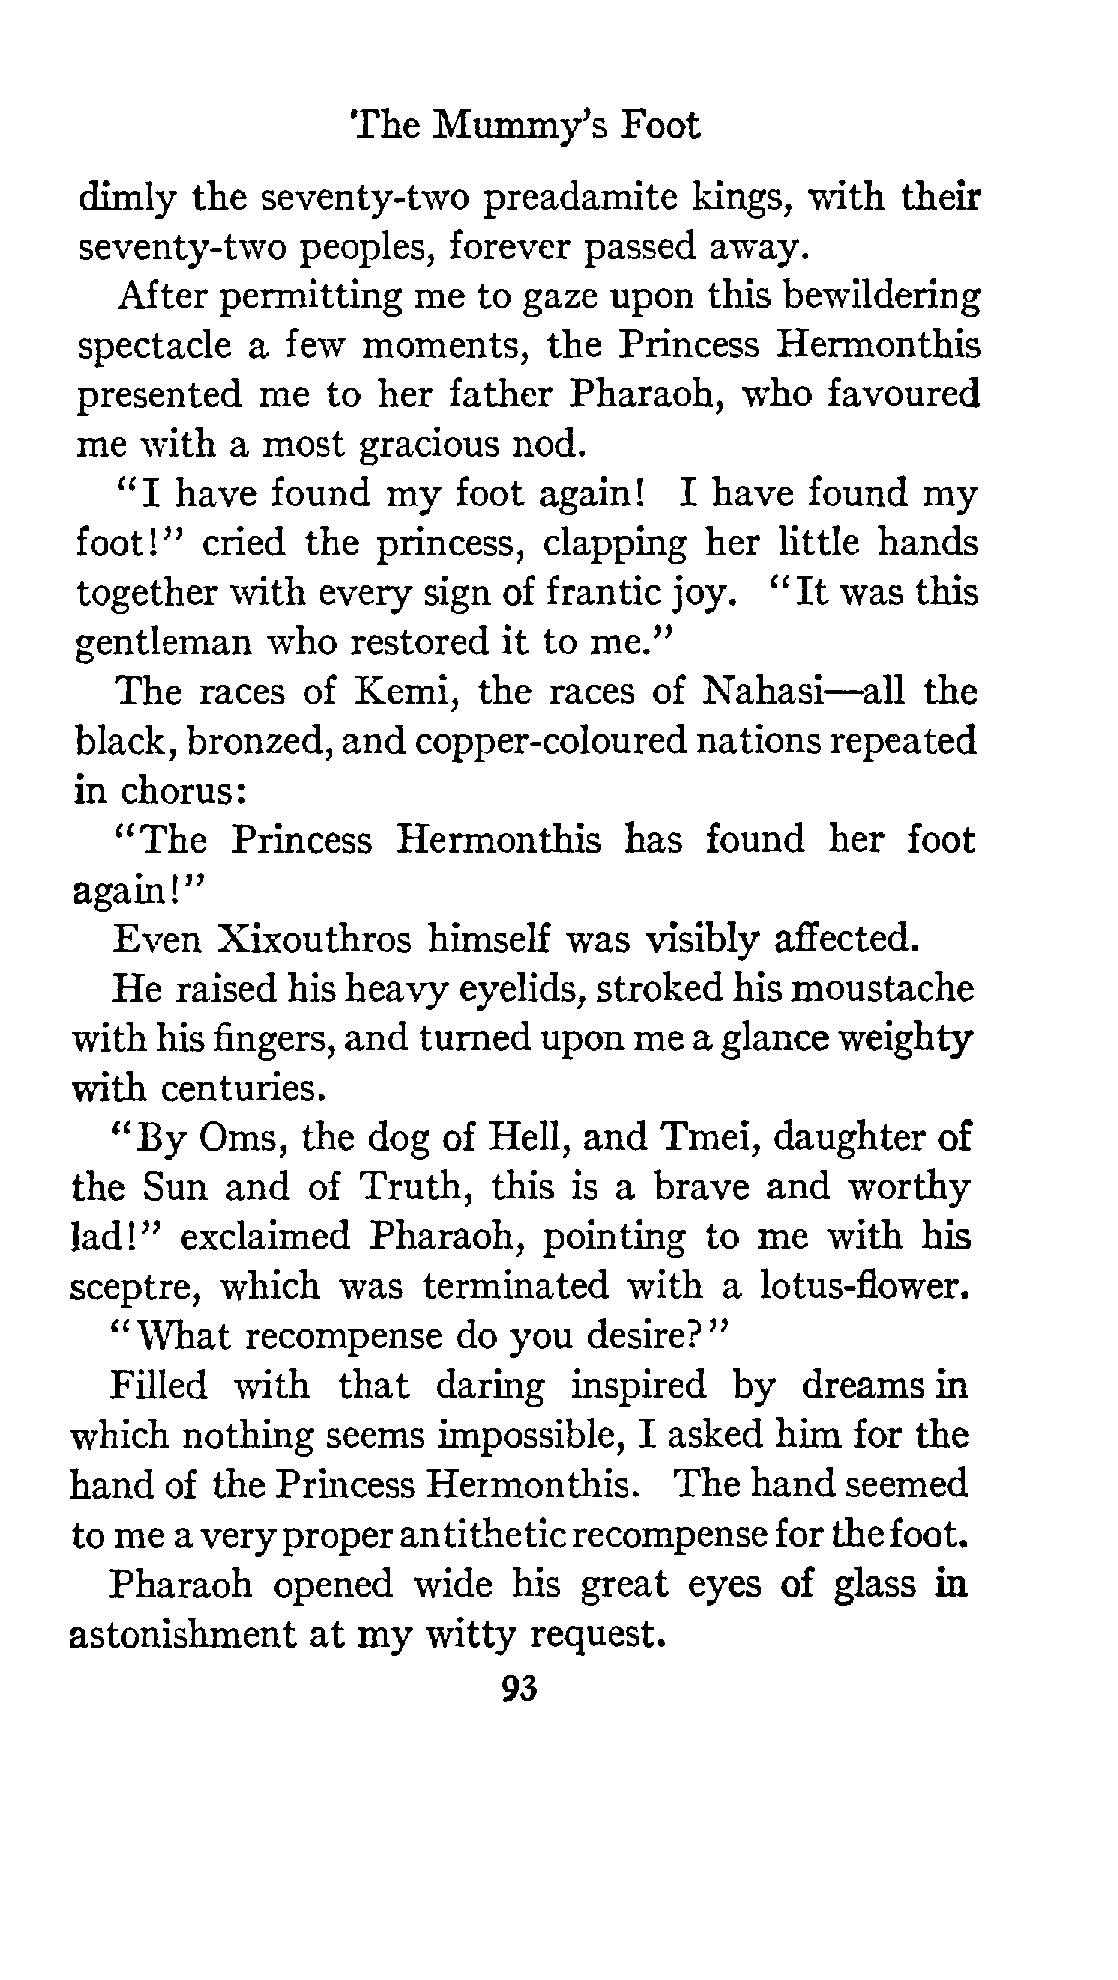 The Mummy's Foot
dimly the seventy-two preadamite kings, with their
seventy-two peoples, forever passed away.
After permitting me to gaze upon this bewildering
spectacle a few moments, the Princess Hermonthis
presented me to her father Pharaoh, who favoured
me with a most gracious nod.
“I have found my foot again! I have found my
foot!” cried the princess, clapping her little hands
together with every sign of frantic joy. “It was this
gentleman who restored it to me.”
The races of Kemi, the races of Nahasi—all the
black, bronzed, and copper-coloured nations repeated
in chorus:
“The Princess Hermonthis has found her foot
again!”
Even Xixouthros himself was visibly affected.
He raised his heavy eyelids, stroked his moustache
with his fingers, and turned upon me a glance weighty
with centuries.
“By Oms, the dog of Hell, and Tmei, daughter of
the Sun and of Truth, this is a brave and worthy
lad!” exclaimed Pharaoh, pointing to me with his
sceptre, which was terminated with a lotus-flower.
“What recompense do you desire?”
Filled with that daring inspired by dreams in
which nothing seems impossible, I asked him for the
hand of the Princess Hermonthis. The hand seemed
to me a very proper antithetic recompense for the foot.
Pharaoh opened wide his great eyes of glass in
astonishment at my witty request.
93